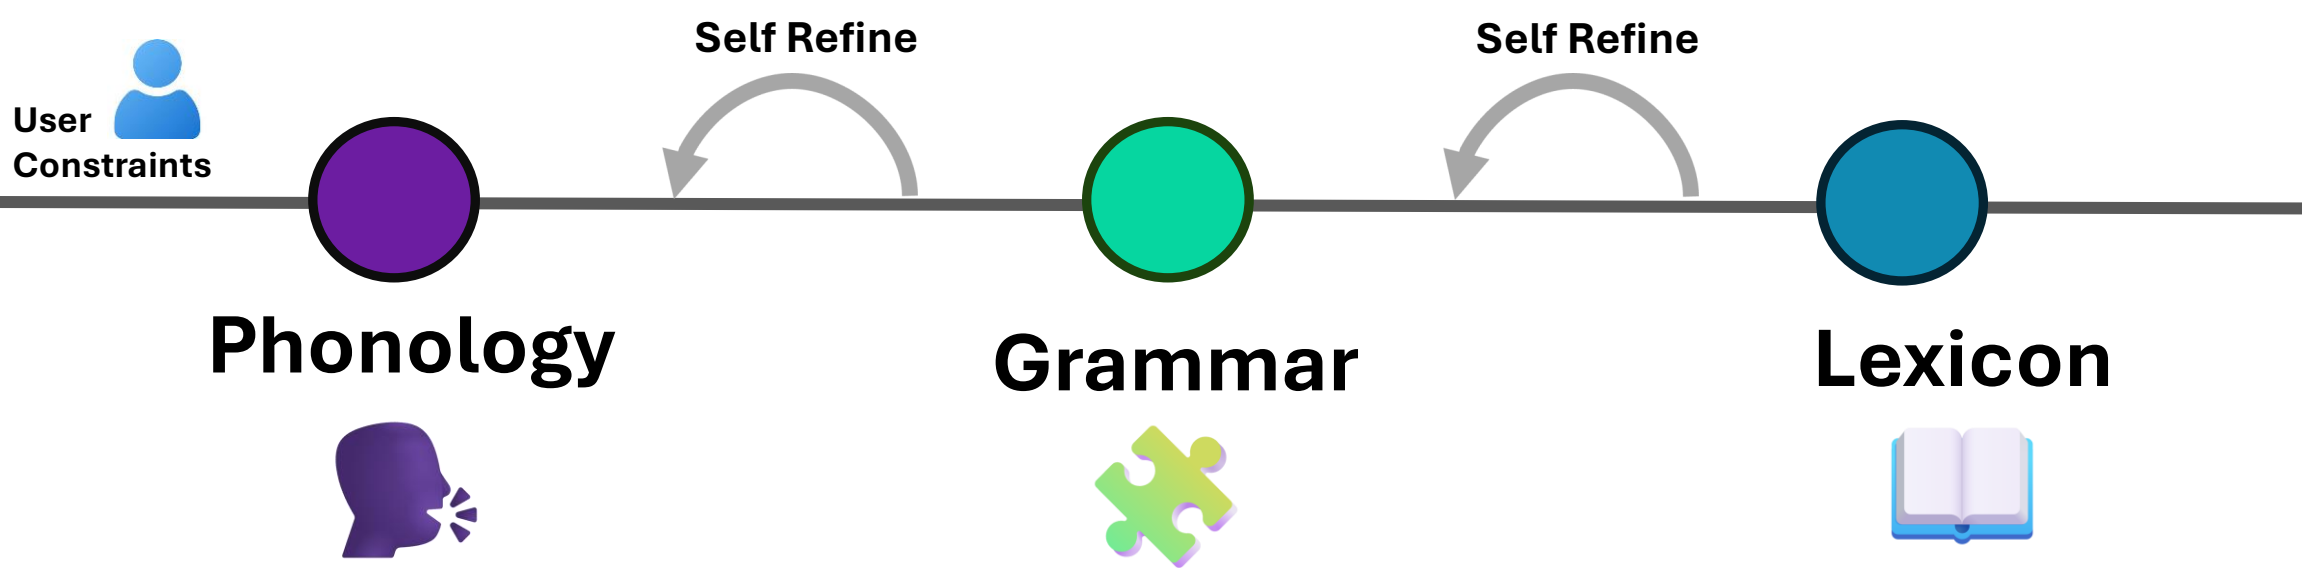 Self Refine
Self Refine
User
Constraints
Phonology
Grammar
Lexicon